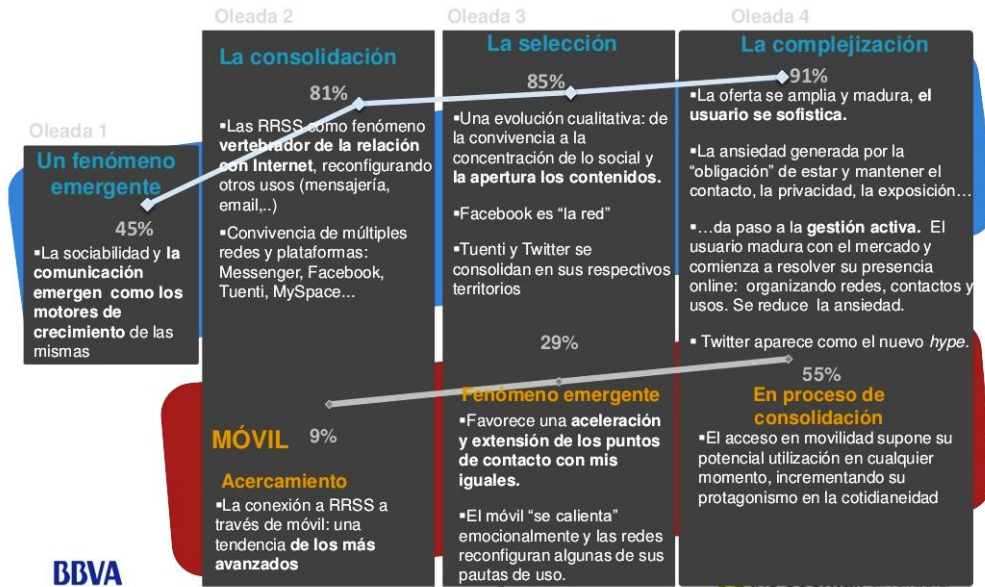 Oleada 1
Un fenómeno
emergente
45%
▪La sociabilidad y la
comunicación
emergen como los
motores de
crecimiento de las
mismas
Oleada 2
La consolidación
81%
▪Las RRSS como fenómeno
vertebrador de la relación
con Internet, reconfigurando
otros usos (mensajería,
email,..)
▪Convivencia de múltiples
redes y plataformas:
Messenger, Facebook,
Tuenti, MySpace...
MÓVIL
9%
Acercamiento
▪La conexión a RRSS a
través de móvil: una
tendencia de los más
avanzados
Oleada 3
La selección
85%
▪Una evolución cualitativa: de
la convivencia a la
concentración de lo social y
la apertura los contenidos.
▪Facebook es “la red”
▪Tuenti y Twitter se
consolidan en sus respectivos
territorios
29%
Fenómeno emergente
▪Favorece una aceleración
y extensión de los puntos
de contacto con mis
iguales.
▪El móvil “se calienta”
emocionalmente y las redes
reconfiguran algunas de sus
pautas de uso.
Oleada 4
La complejización
91%
▪La oferta se amplia y madura, el
usuario se sofistica.
▪La ansiedad generada por la
“obligación” de estar y mantener el
contacto, la privacidad, la exposición…
▪…da paso a la gestión activa. El
usuario madura con el mercado y
comienza a resolver su presencia
online: organizando redes, contactos y
usos. Se reduce la ansiedad.
▪ Twitter aparece como el nuevo hype.
55%
En proceso de
consolidación
▪El acceso en movilidad supone su
potencial utilización en cualquier
momento, incrementando su
protagonismo en la cotidianeidad
BBVA